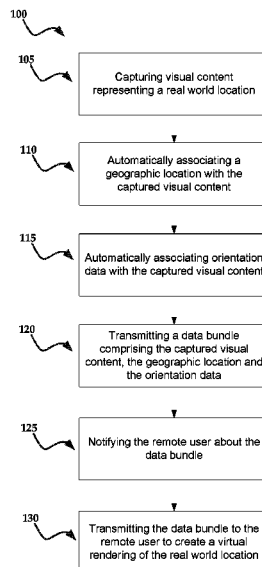 100
105
Capturing visual content
representing a real world location
110
Automatically associating a
geographic location with the
captured visual content
115
Automatically associating orientation
data with the captured visual content
120
Transmitting a data bundle
comprising the captured visual
content, the geographic location and
the orientation data
125
Notifying the remote user about the
data bundle
130
Transmitting the data bundle to the
remote user to create a virtual
rendering of the real world location